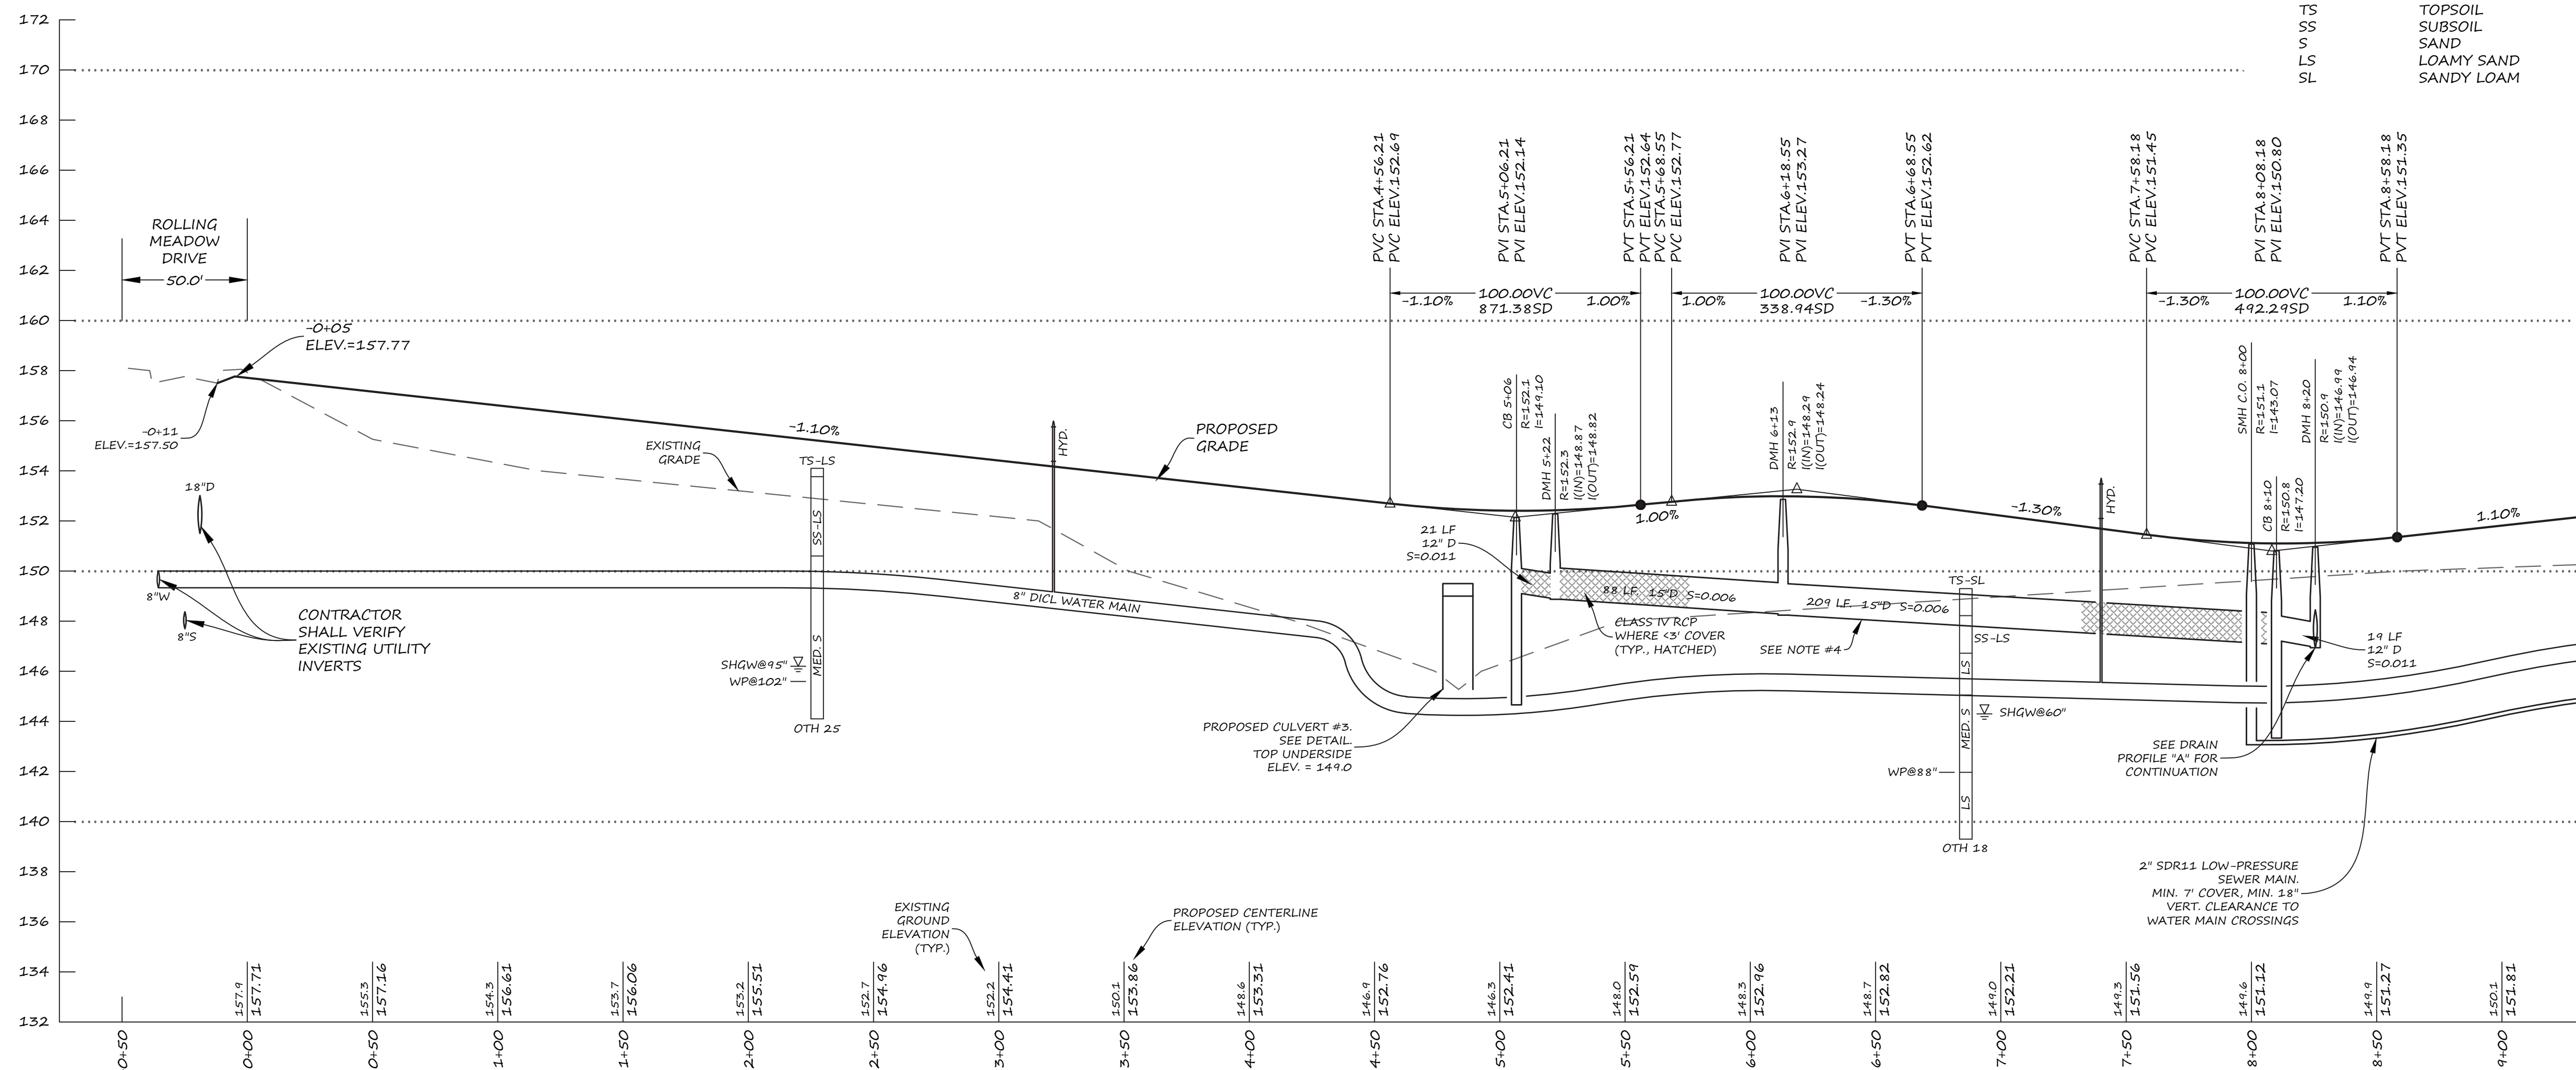 TS TOPSOIL
SS SUBSOIL
S SAND
LS LOAMY SAND
SL SANDY LOAM
172
170
168
166
164
162
160
158
156
154
152
150
148
146
144
142
140
138
136
134
132
ROLLING
MEADOW
DRIVE
50.0'
-0+05
ELEV.=157.77
-0+11
ELEV.=157.50
18"D
8"W
8"S
CONTRACTOR
SHALL VERIFY
EXISTING UTILITY
INVERTS
-1.10%
EXISTING
GRADE
TS-LS
SS-LS
MED. S
SHGW@95"
WP@102"
OTH 25
HYD.
8" DICL WATER MAIN
PROPOSED
GRADE
PVC STA.4+56.21
PVC ELEV.152.69
PVI STA.5+06.21
PVI ELEV.152.14
PVT STA.5+56.21
PVT ELEV.152.64
PVC STA.5+68.55
PVC ELEV.152.77
PVI STA.6+18.55
PVI ELEV.153.27
PVT STA.6+68.55
PVT ELEV.152.62
PVC STA.7+58.18
PVC ELEV.151.45
PVI STA.8+08.18
PVI ELEV.150.80
PVT STA.8+58.18
PVT ELEV.151.35
100.00VC
-1.10% 1.00%
871.38SD
100.00VC
1.00% -1.30%
338.94SD
100.00VC
-1.30% 1.10%
492.29SD
CB 5+06
R=152.1
I=149.10
DMH 5+22
R=152.3
I(IN)=148.87
I(OUT)=148.82
DMH 6+13
R=152.9
I(IN)=148.29
I(OUT)=148.24
SMH C.O. 8+00
R=151.1
I=143.07
CB 8+10
R=150.8
I=147.20
DMH 8+20
R=150.9
I(IN)=146.99
I(OUT)=146.94
21 LF
12" D
S=0.011
1.00%
88 LF 15"D S=0.006
CLASS IV RCP
WHERE <3' COVER
(TYP., HATCHED)
209 LF 15"D S=0.006
SEE NOTE #4
-1.30%
HYD.
1.10%
TS-SL
SS-LS
LS
MED. S
LS
SHGW@60"
WP@88"
OTH 18
19 LF
12" D
S=0.011
PROPOSED CULVERT #3.
SEE DETAIL.
TOP UNDERSIDE
ELEV. = 149.0
SEE DRAIN
PROFILE "A" FOR
CONTINUATION
2" SDR11 LOW-PRESSURE
SEWER MAIN.
MIN. 7' COVER, MIN. 18"
VERT. CLEARANCE TO
WATER MAIN CROSSINGS
EXISTING
GROUND
ELEVATION
(TYP.)
PROPOSED CENTERLINE
ELEVATION (TYP.)
157.9
157.71
155.3
157.16
154.3
156.61
153.7
156.06
153.2
155.51
152.7
154.96
152.2
154.41
150.1
153.86
148.6
153.31
146.9
152.76
146.3
152.41
148.0
152.59
148.3
152.96
148.7
152.82
149.0
152.21
149.3
151.56
149.6
151.12
149.9
151.27
150.1
151.81
0+50
0+00
0+50
1+00
1+50
2+00
2+50
3+00
3+50
4+00
4+50
5+00
5+50
6+00
6+50
7+00
7+50
8+00
8+50
9+00